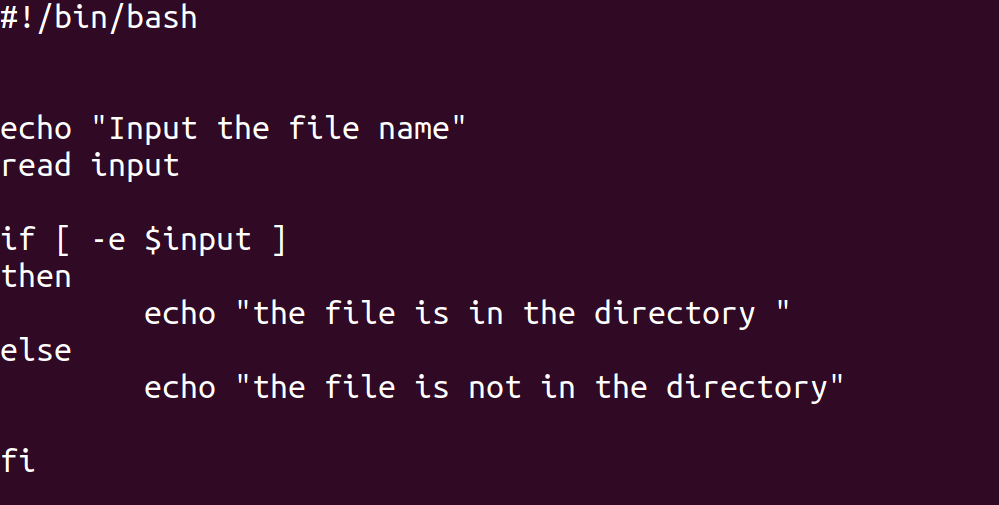 #!/bin/bash
echo "Input the file name"
read input
if [ -e $input ]
then
echo "the file is in the directory "
else
echo "the file is not in the directory"
fi